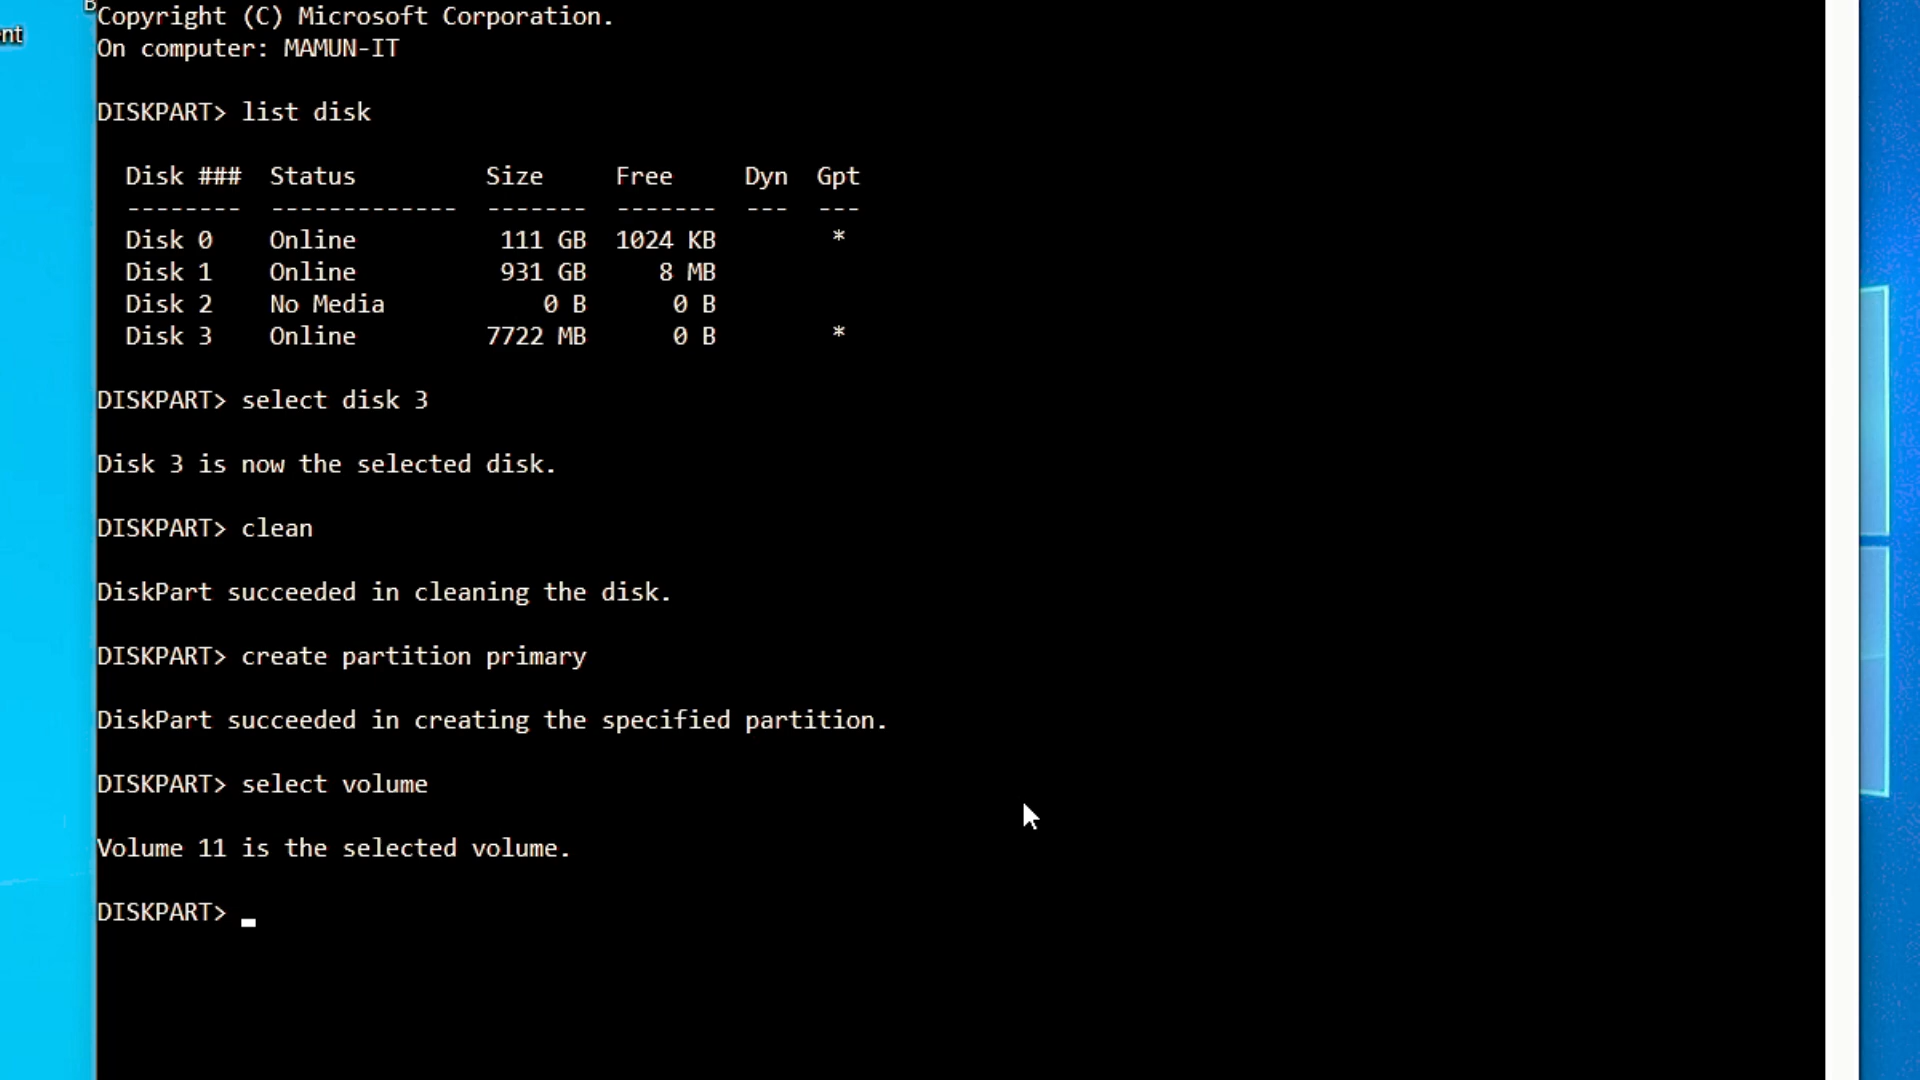 B
nt
Copyright (C) Microsoft Corporation.
On computer: MAMUN-IT
DISKPART> list disk
Disk ### Status Size Free Dyn Gpt
-------- ------------- ------- ------- --- ---
Disk 0 Online 111 GB 1024 KB *
Disk 1 Online 931 GB 8 MB
Disk 2 No Media 0 B 0 B
Disk 3 Online 7722 MB 0 B *
DISKPART> select disk 3
Disk 3 is now the selected disk.
DISKPART> clean
DiskPart succeeded in cleaning the disk.
DISKPART> create partition primary
DiskPart succeeded in creating the specified partition.
DISKPART> select volume
Volume 11 is the selected volume.
DISKPART>